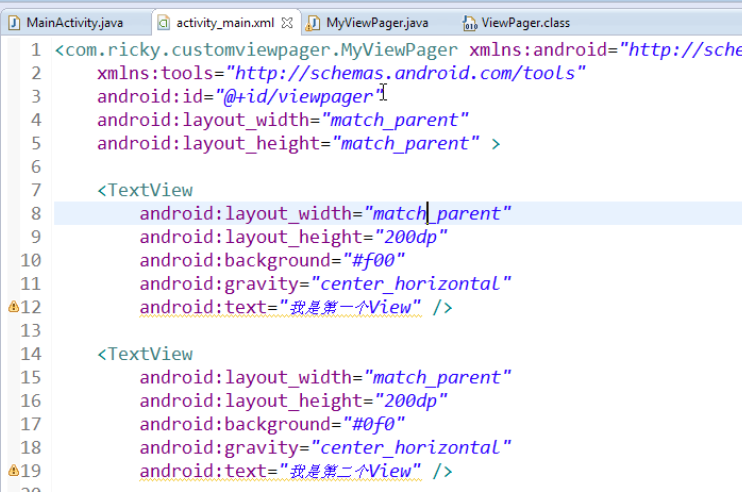 MainActivity.java activity_main.xml MyViewPager.java ViewPager.class
1 <com.ricky.customviewpager.MyViewPager xmlns:android="http://sche
2 xmlns:tools="http://schemas.android.com/tools"
3 android:id="@+id/viewpager"
4 android:layout_width="match_parent"
5 android:layout_height="match_parent" >
6
7 <TextView
8 android:layout_width="match_parent"
9 android:layout_height="200dp"
10 android:background="#f00"
11 android:gravity="center_horizontal"
12 android:text="我是第一个View" />
13
14 <TextView
15 android:layout_width="match_parent"
16 android:layout_height="200dp"
17 android:background="#0f0"
18 android:gravity="center_horizontal"
19 android:text="我是第二个View" />